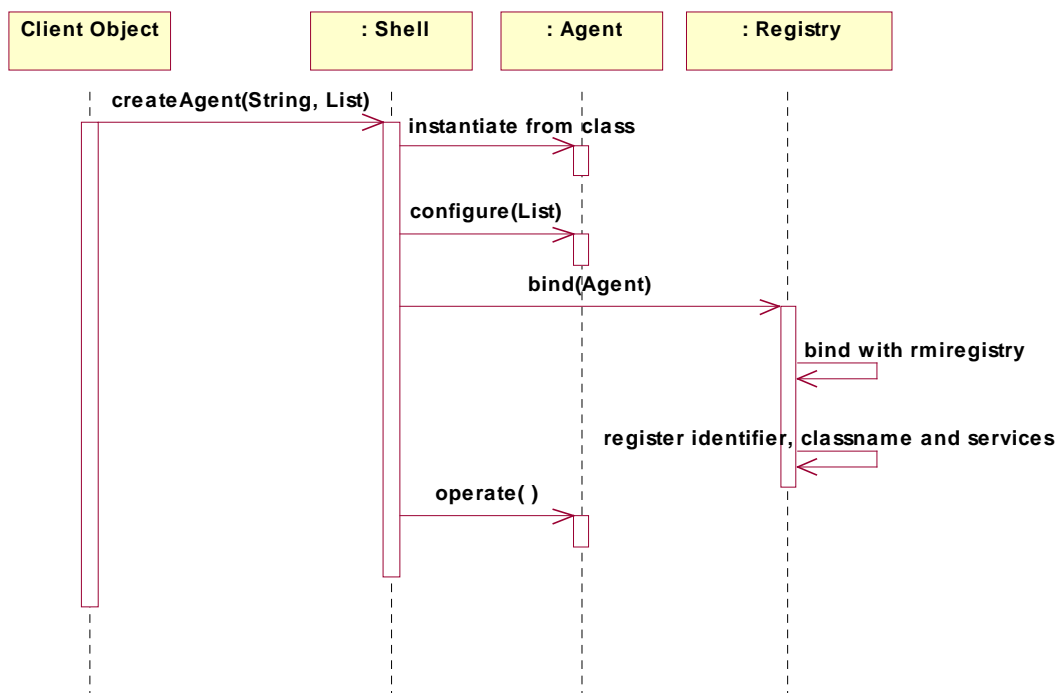 Client Object
: Shell
: Agent
: Registry
createAgent(String, List)
instantiate from class
configure(List)
bind(Agent)
bind with rmiregistry
register identifier, classname and services
operate( )